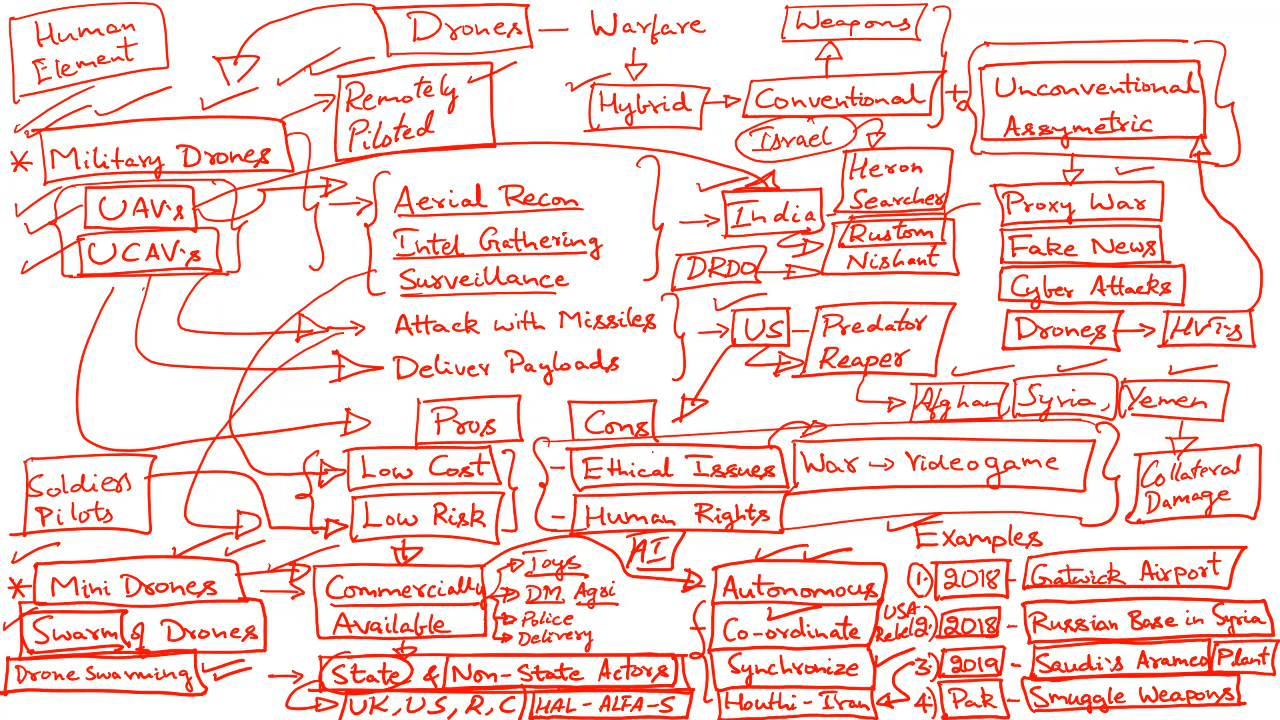 Human
Element
Drones — Warfare
Weapons
Hybrid
Conventional
+
Unconventional
Assymetric
Remotely
Piloted
* Military Drones
UAV's
UCAV's
Aerial Recon
Intel Gathering
Surveillance
Attack with Missiles
Deliver Payloads
Israel
Heron
Searcher
India
Rustom
Nishant
DRDO
US
Predator
Reaper
Proxy War
Fake News
Cyber Attacks
Drones
HVT's
Afghan, Syria, Yemen
Collateral
Damage
Pros
Low Cost
Low Risk
Cons
- Ethical Issues
- Human Rights
War → Videogame
Soldiers
Pilots
* Mini Drones
Swarm of Drones
Drone Swarming
Commercially
Available
Toys
DM, Agri
Police
Delivery
State & Non-State Actors
UK, US, R, C
HAL - ALFA-S
AI
Autonomous
Co-ordinate
Synchronize
Houthi - Iran
Examples
1. 2018 - Gatwick Airport
USA
Rebel
2. 2018 - Russian Base in Syria
3. 2019 - Saudi's Aramco Plant
4. Pak - Smuggle Weapons